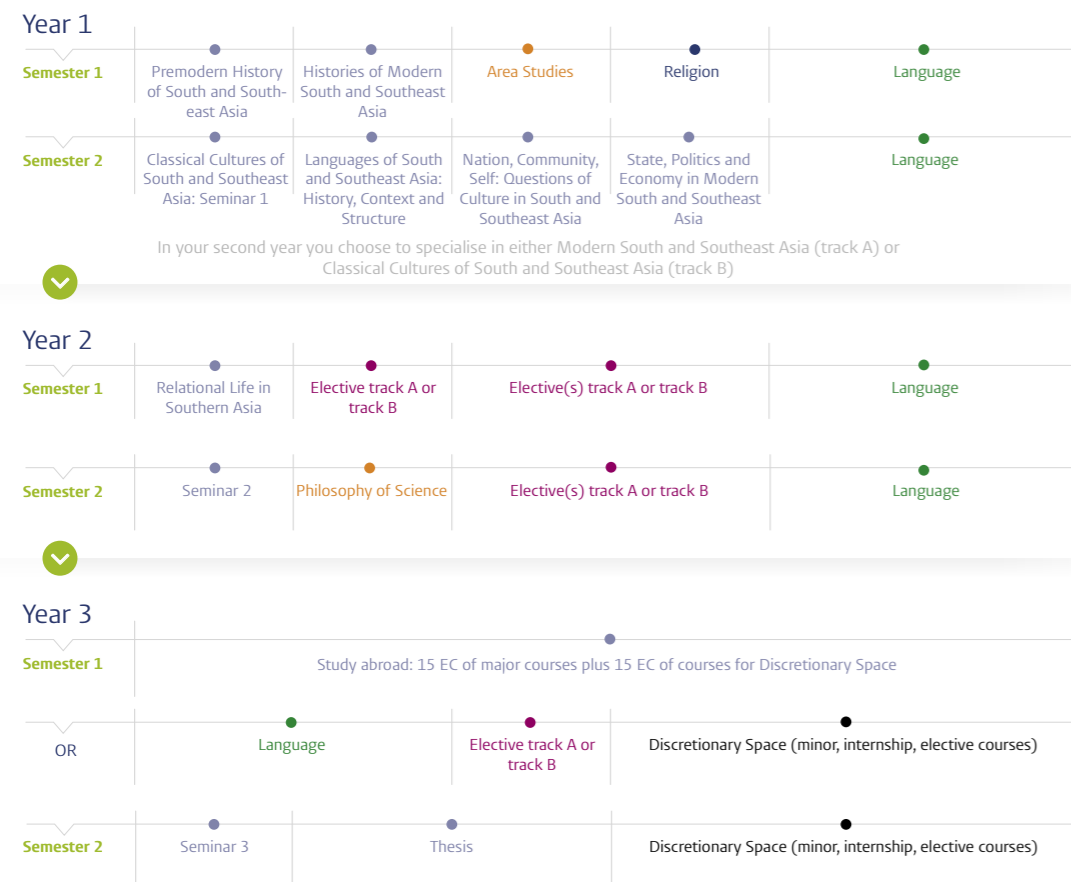 Year 1
Semester 1
Premodern History
of South and South-
east Asia
Histories of Modern
South and Southeast
Asia
Area Studies
Religion
Language
Semester 2
Classical Cultures of
South and Southeast
Asia: Seminar 1
Languages of South
and Southeast Asia:
History, Context and
Structure
Nation, Community,
Self: Questions of
Culture in South and
Southeast Asia
State, Politics and
Economy in Modern
South and Southeast
Asia
Language
In your second year you choose to specialise in either Modern South and Southeast Asia (track A) or
Classical Cultures of South and Southeast Asia (track B)
Year 2
Semester 1
Relational Life in
Southern Asia
Elective track A or
track B
Elective(s) track A or track B
Language
Semester 2
Seminar 2
Philosophy of Science
Elective(s) track A or track B
Language
Year 3
Semester 1
Study abroad: 15 EC of major courses plus 15 EC of courses for Discretionary Space
OR
Language
Elective track A or
track B
Discretionary Space (minor, internship, elective courses)
Semester 2
Seminar 3
Thesis
Discretionary Space (minor, internship, elective courses)